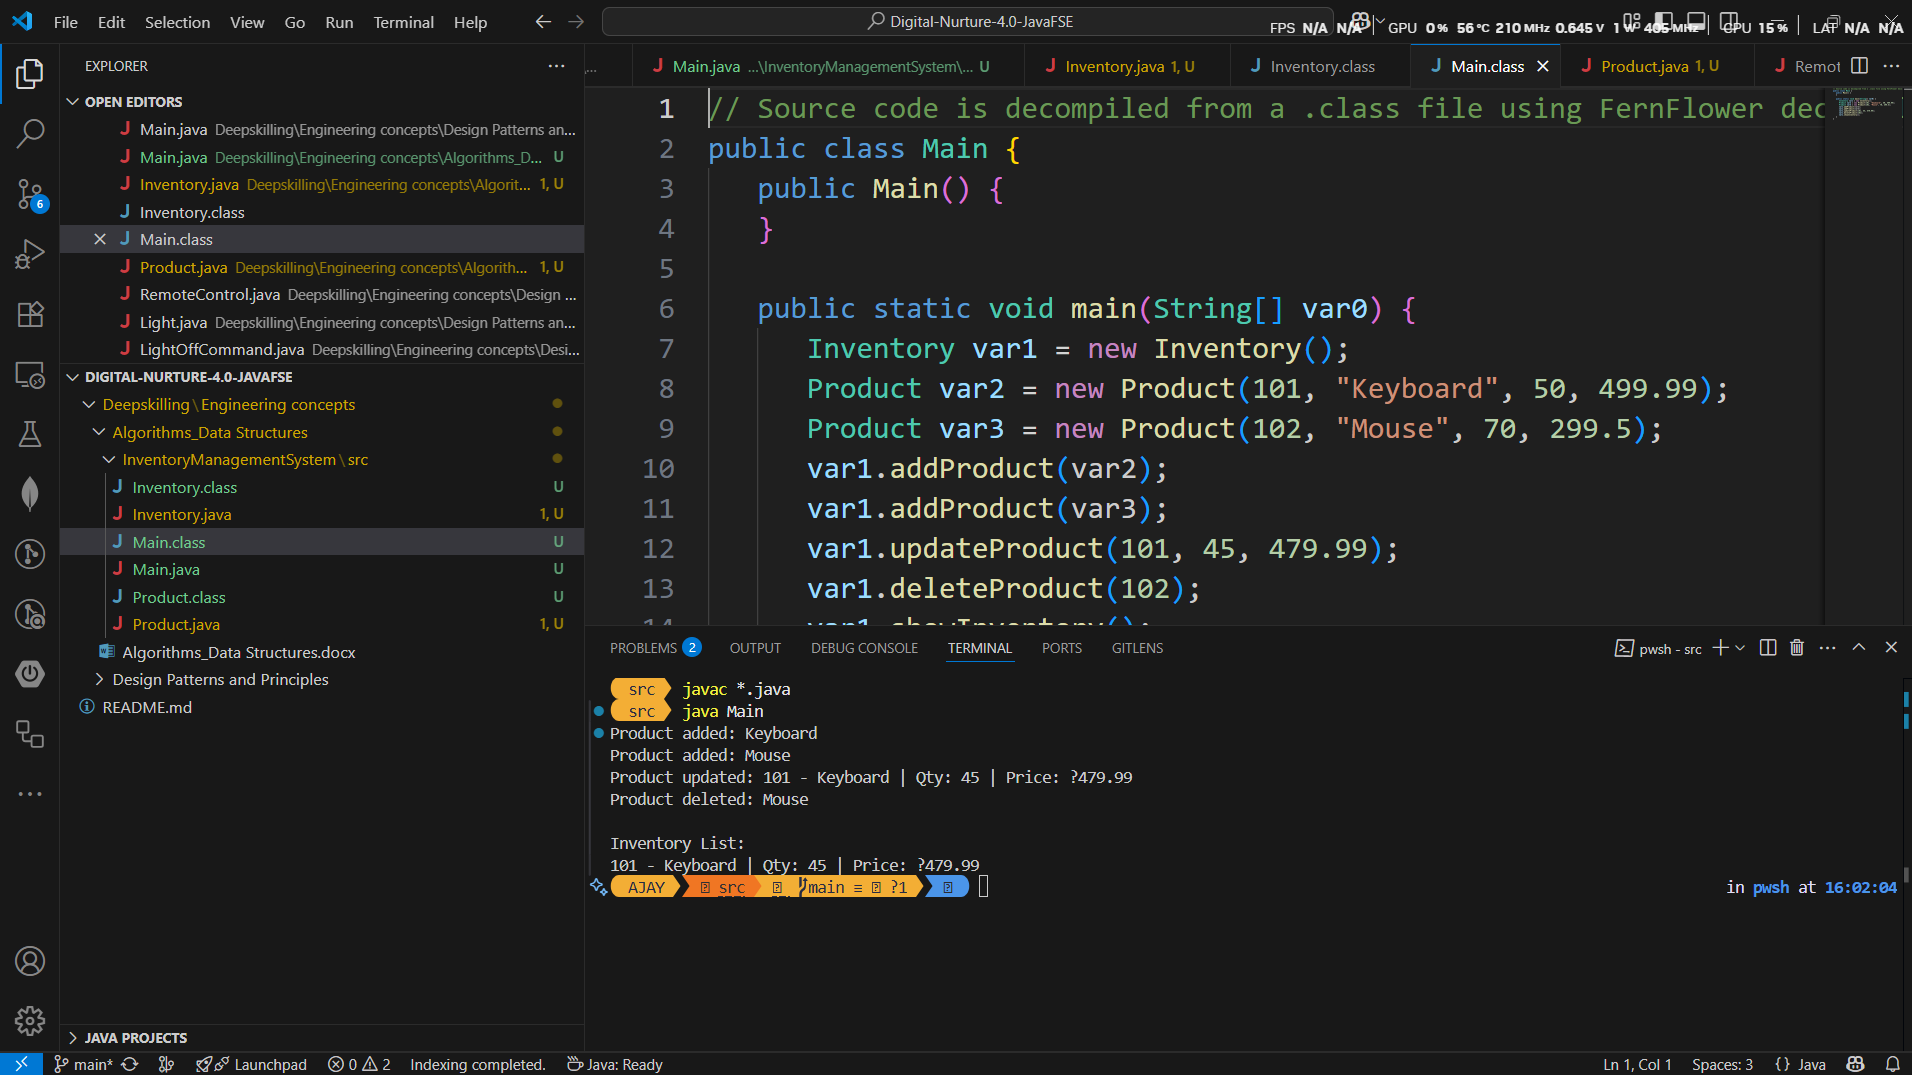 File Edit Selection View Go Run Terminal Help
Digital-Nurture-4.0-JavaFSE
FPS N/A N/A GPU 0% 56°C 210 MHz 0.645 V 1 W 405 MHz CPU 15% LAT N/A N/A
EXPLORER
OPEN EDITORS
Main.java Deepskilling\Engineering concepts\Design Patterns an...
Main.java Deepskilling\Engineering concepts\Algorithms_D... U
Inventory.java Deepskilling\Engineering concepts\Algorit... 1, U
Inventory.class
Main.class
Product.java Deepskilling\Engineering concepts\Algorith... 1, U
RemoteControl.java Deepskilling\Engineering concepts\Design ...
Light.java Deepskilling\Engineering concepts\Design Patterns an...
LightOffCommand.java Deepskilling\Engineering concepts\Desi...
DIGITAL-NURTURE-4.0-JAVAFSE
Deepskilling\Engineering concepts
Algorithms_Data Structures
InventoryManagementSystem\src
Inventory.class U
Inventory.java 1, U
Main.class U
Main.java U
Product.class U
Product.java 1, U
Algorithms_Data Structures.docx
Design Patterns and Principles
README.md
JAVA PROJECTS
Main.java ...\InventoryManagementSystem\... U Inventory.java 1, U Inventory.class Main.class Product.java 1, U Remot
1 // Source code is decompiled from a .class file using FernFlower dec
2 public class Main {
3 public Main() {
4 }
5
6 public static void main(String[] var0) {
7 Inventory var1 = new Inventory();
8 Product var2 = new Product(101, "Keyboard", 50, 499.99);
9 Product var3 = new Product(102, "Mouse", 70, 299.5);
10 var1.addProduct(var2);
11 var1.addProduct(var3);
12 var1.updateProduct(101, 45, 479.99);
13 var1.deleteProduct(102);
14 var1.showInventory();
PROBLEMS 2 OUTPUT DEBUG CONSOLE TERMINAL PORTS GITLENS
pwsh - src
src javac *.java
src java Main
Product added: Keyboard
Product added: Mouse
Product updated: 101 - Keyboard | Qty: 45 | Price: ?479.99
Product deleted: Mouse
Inventory List:
101 - Keyboard | Qty: 45 | Price: ?479.99
AJAY src main ≡ ?1 in pwsh at 16:02:04
main* Launchpad 0 2 Indexing completed. Java: Ready Ln 1, Col 1 Spaces: 3 {} Java